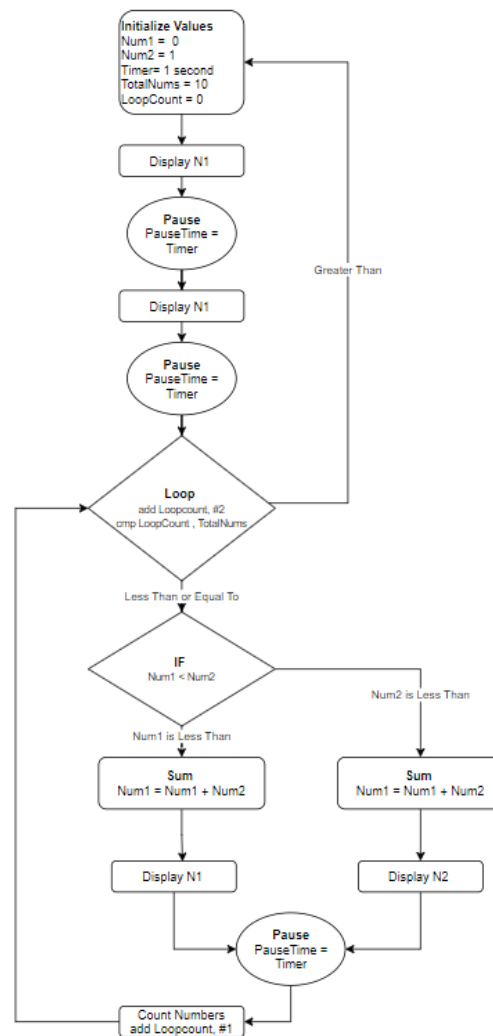 Initialize Values
Num1 =  0
Num2 = 1
Timer= 1 second
TotalNums = 10
LoopCount = 0
Display N1
Pause
PauseTime =
Timer
Greater Than
Display N1
Pause
PauseTime =
Timer
Loop
add Loopcount, #2
cmp LoopCount , TotalNums
Less Than or Equal To
IF
Num1 < Num2
Num2 is Less Than
Num1 is Less Than
Sum
Num1 = Num1 + Num2
Sum
Num1 = Num1 + Num2
Display N1
Display N2
Pause
PauseTime =
Timer
Count Numbers
add Loopcount, #1